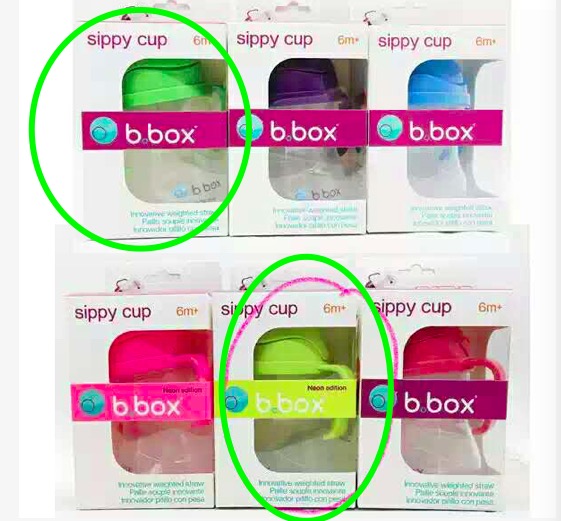 sippy cup 6m+
b.box
b box
Innovative weighted straw
Paille souple innovante
Innovador pitillo con pesa
sippy cup 6m+
b.box
b box
Innovative weighted straw
Paille souple innovante
Innovador pitillo con pesa
sippy cup 6m+
b.box
Innovative weighted straw
Paille souple innovante
Innovador pitillo con pesa
sippy cup 6m+
Neon edition
b.box
Innovative weighted straw
Paille souple innovante
Innovador pitillo con pesa
sippy cup 6m+
Neon edition
b.box
Innovative weighted straw
Paille souple innovante
Innovador pitillo con pesa
sippy cup 6m+
b.box
Innovative weighted straw
Paille souple innovante
Innovador pitillo con pesa